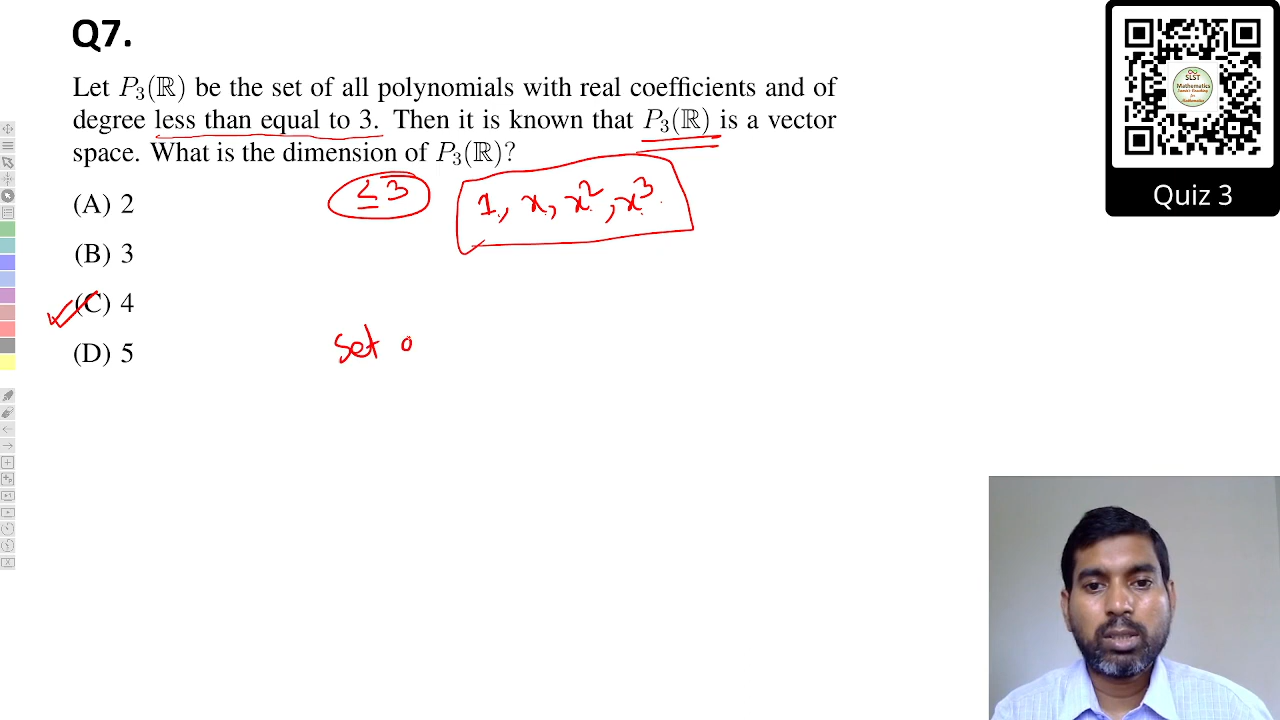 Q7.
Let P₃(ℝ) be the set of all polynomials with real coefficients and of
degree less than equal to 3. Then it is known that P₃(ℝ) is a vector
space. What is the dimension of P₃(ℝ)?
≤3
1, x, x², x³
(A) 2
(B) 3
(C) 4
(D) 5
set o
SLST
Mathematics
Quiz 3